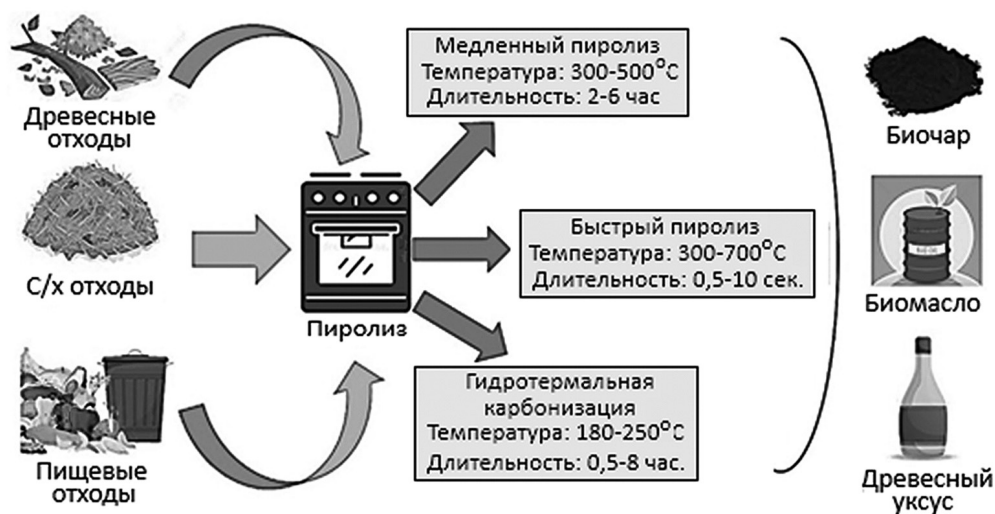 Древесные
отходы
С/х отходы
Пищевые
отходы
Пиролиз
Медленный пиролиз
Температура: 300-500°С
Длительность: 2-6 час
Быстрый пиролиз
Температура: 300-700°С
Длительность: 0,5-10 сек.
Гидротермальная
карбонизация
Температура: 180-250°С
Длительность: 0,5-8 час.
Биочар
Биомасло
Древесный
уксус